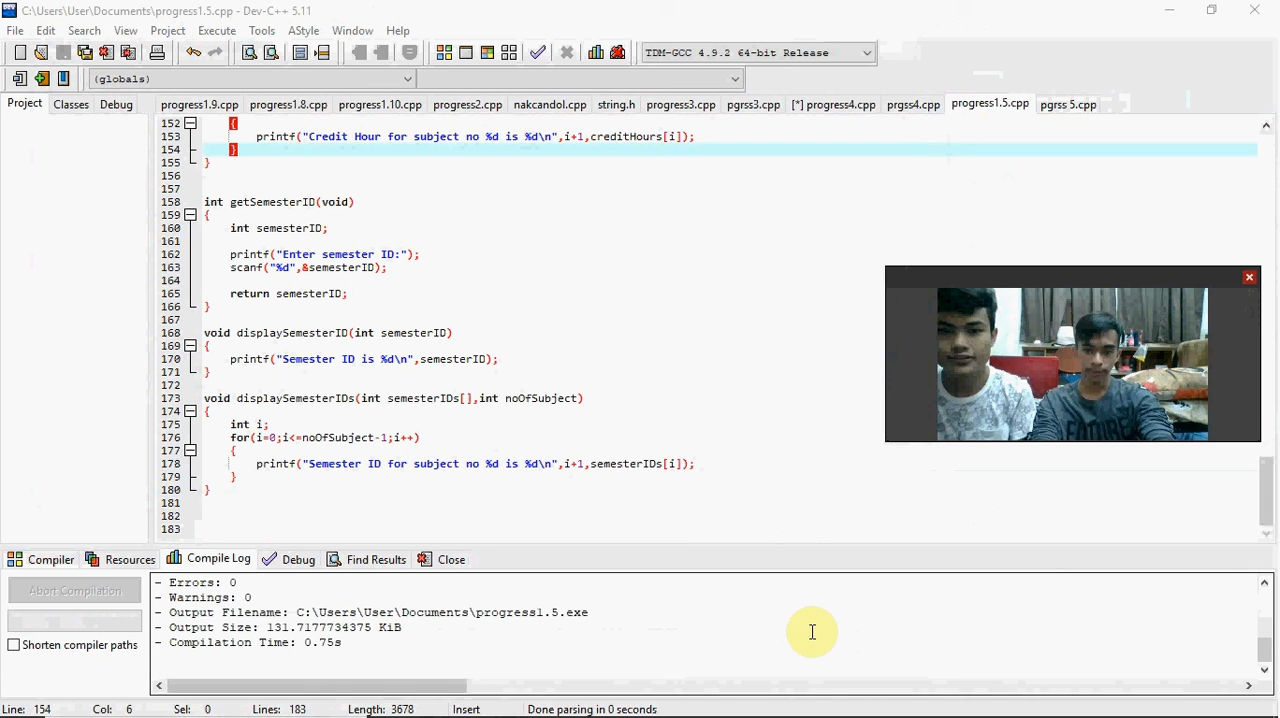 C:\Users\User\Documents\progress1.5.cpp - Dev-C++ 5.11
File Edit Search View Project Execute Tools AStyle Window Help
TDM-GCC 4.9.2 64-bit Release
(globals)
Project Classes Debug progress1.9.cpp progress1.8.cpp progress1.10.cpp progress2.cpp nakcandol.cpp string.h progress3.cpp pgrss3.cpp [*] progress4.cpp pgrss4.cpp progress1.5.cpp pgrss 5.cpp
152 {
153 printf("Credit Hour for subject no %d is %d\n",i+1,creditHours[i]);
154 }
155 }
156
157
158 int getSemesterID(void)
159 {
160 int semesterID;
161
162 printf("Enter semester ID:");
163 scanf("%d",&semesterID);
164
165 return semesterID;
166 }
167
168 void displaySemesterID(int semesterID)
169 {
170 printf("Semester ID is %d\n",semesterID);
171 }
172
173 void displaySemesterIDs(int semesterIDs[],int noOfSubject)
174 {
175 int i;
176 for(i=0;i<=noOfSubject-1;i++)
177 {
178 printf("Semester ID for subject no %d is %d\n",i+1,semesterIDs[i]);
179 }
180 }
181
182
183
FUTURE
Compiler Resources Compile Log Debug Find Results Close
Abort Compilation
Shorten compiler paths
- Errors: 0
- Warnings: 0
- Output Filename: C:\Users\User\Documents\progress1.5.exe
- Output Size: 131.7177734375 KiB
- Compilation Time: 0.75s
Line: 154 Col: 6 Sel: 0 Lines: 183 Length: 3678 Insert Done parsing in 0 seconds